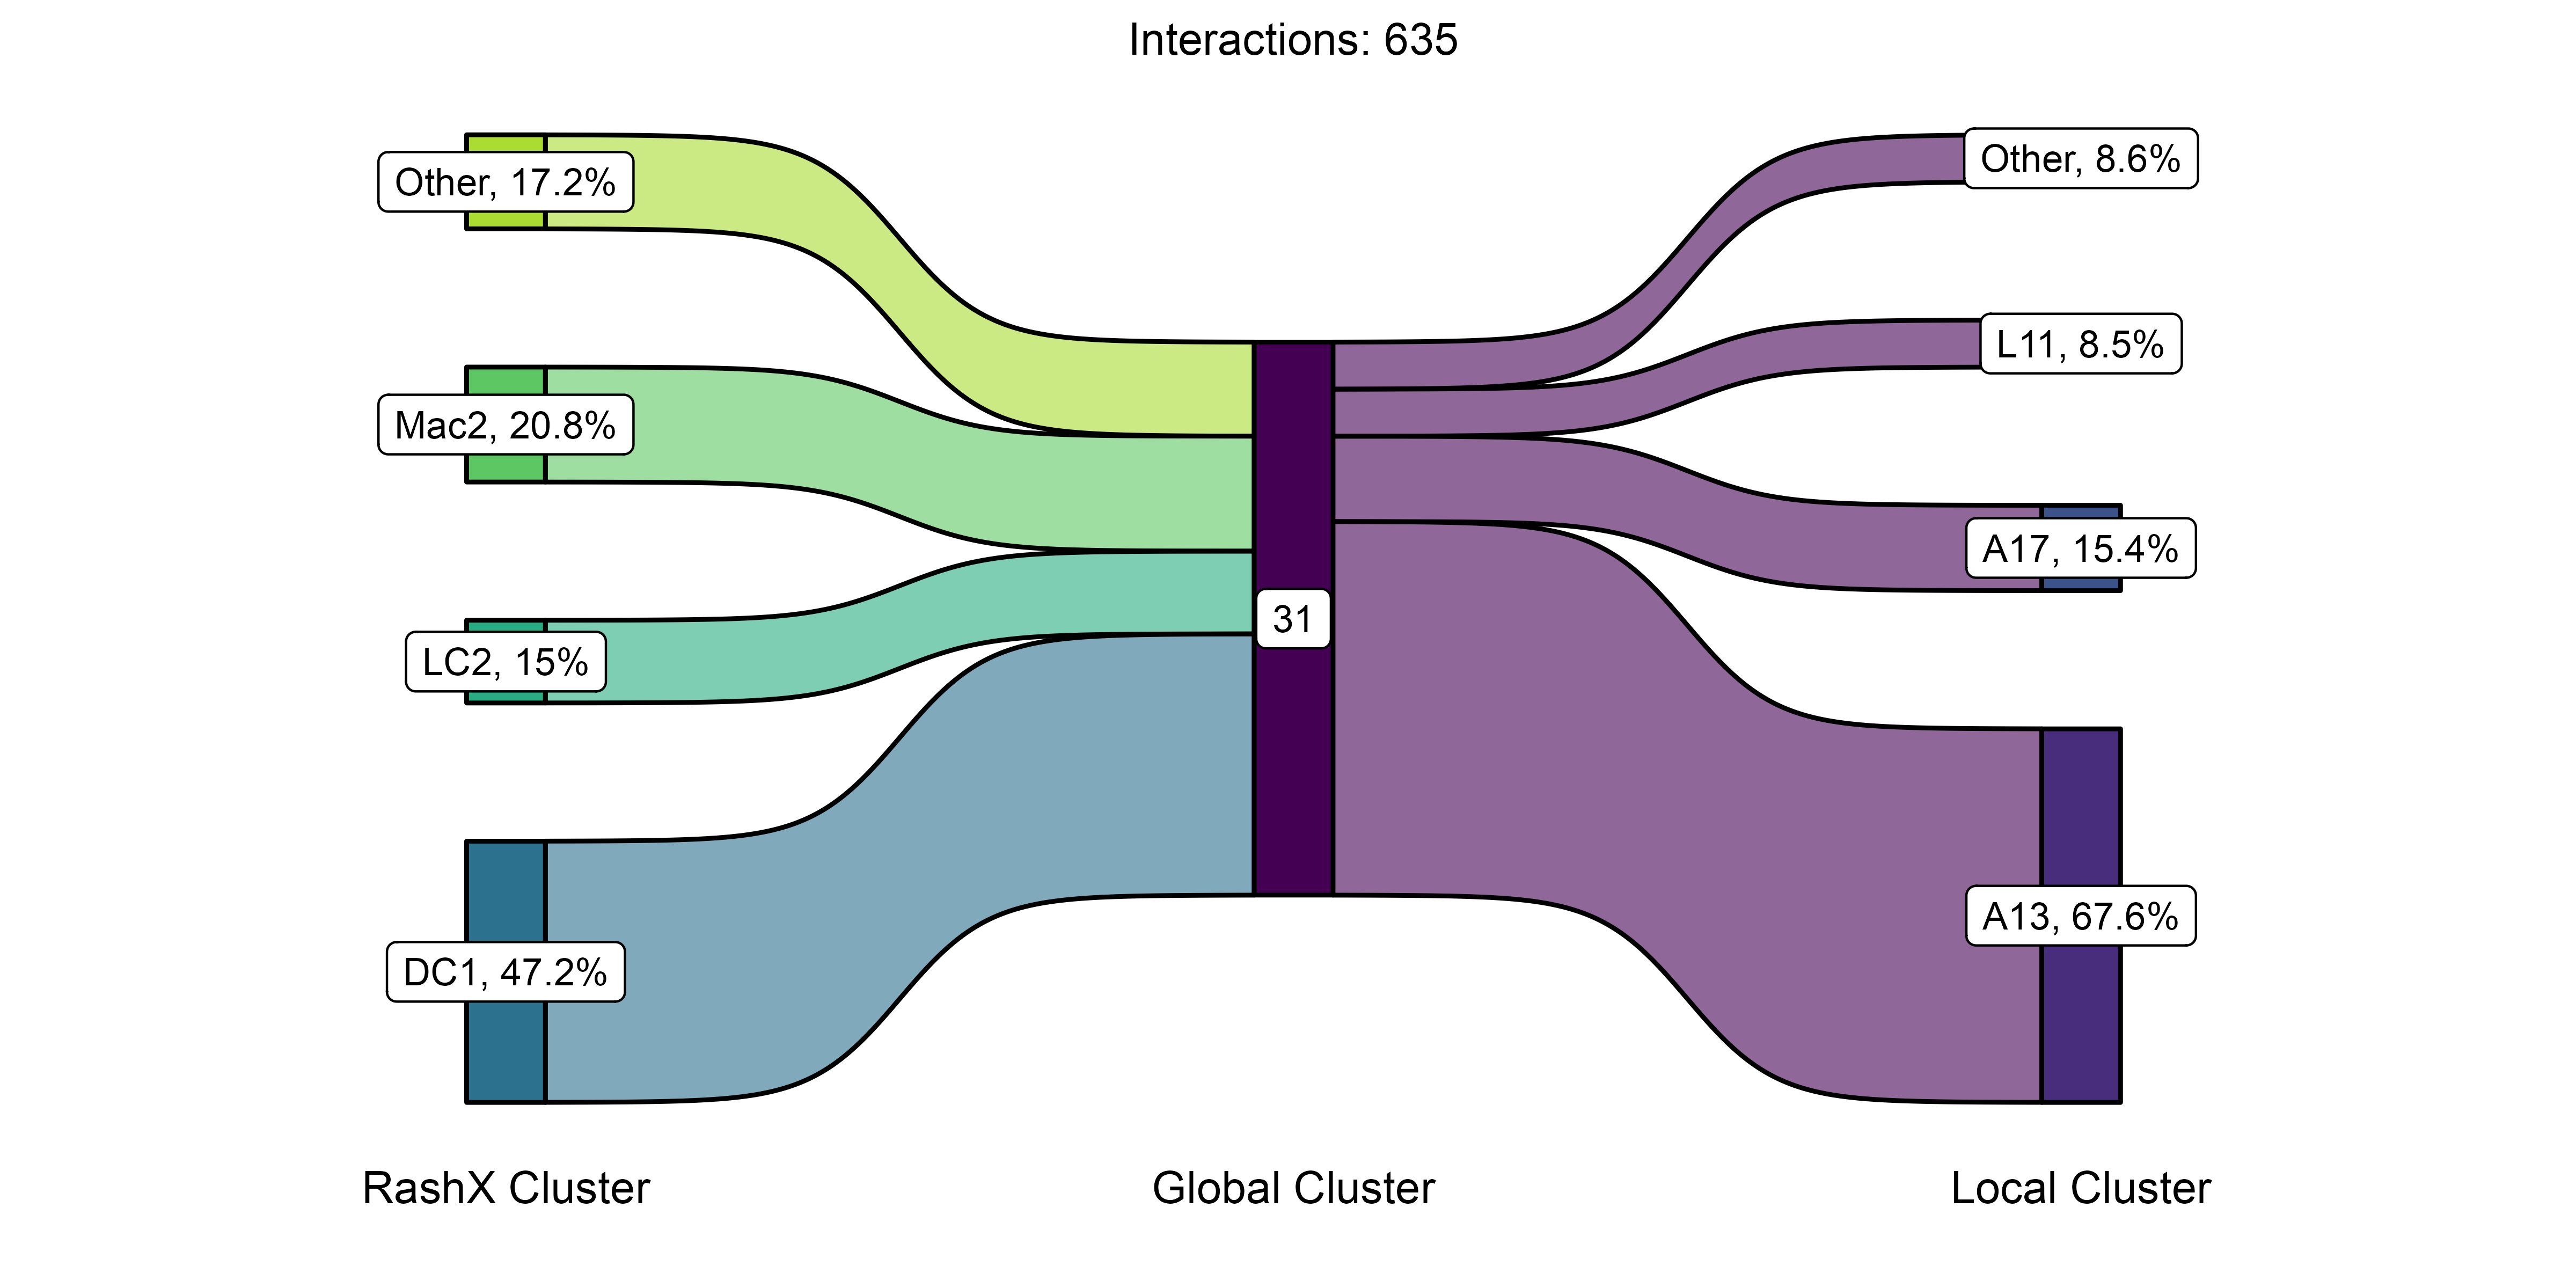 Interactions: 635
Other, 17.2%
Mac2, 20.8%
LC2, 15%
DC1, 47.2%
31
Other, 8.6%
L11, 8.5%
A17, 15.4%
A13, 67.6%
RashX Cluster
Global Cluster
Local Cluster